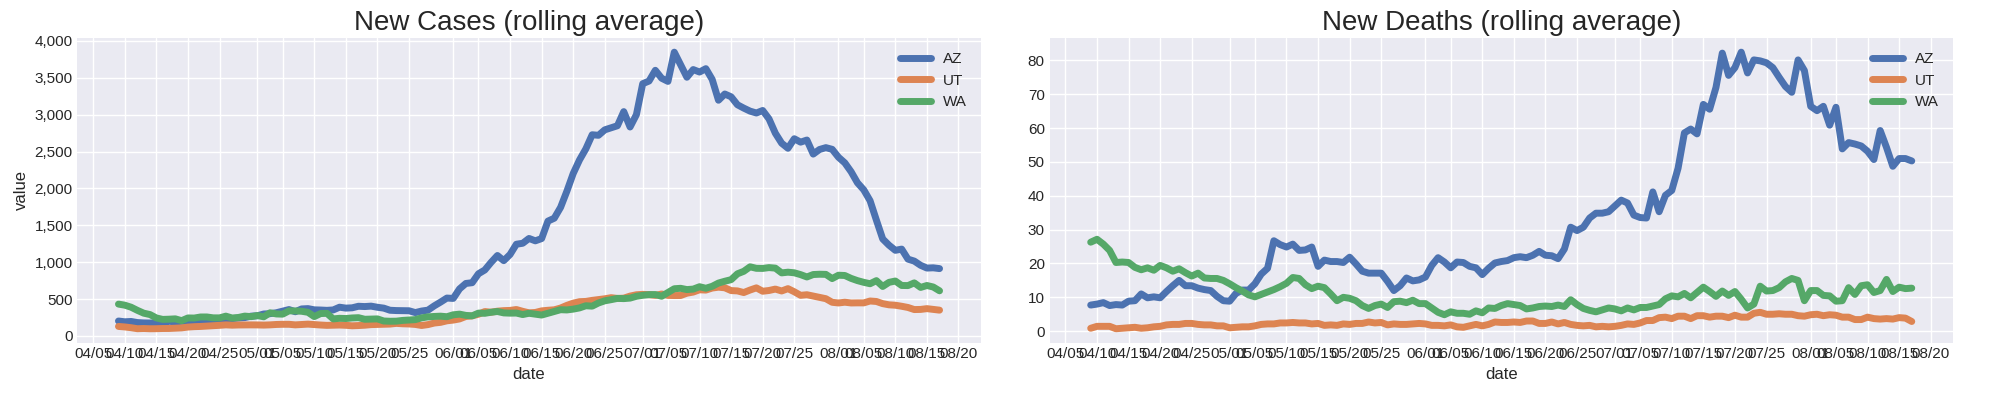 New Cases (rolling average)
4,000
3,500
3,000
2,500
2,000
1,500
1,000
500
0
value
AZ
UT
WA
04/05 04/10 04/15 04/20 04/25 05/01 05/05 05/10 05/15 05/20 05/25 06/01 06/05 06/10 06/15 06/20 06/25 07/01 07/05 07/10 07/15 07/20 07/25 08/01 08/05 08/10 08/15 08/20
date
New Deaths (rolling average)
80
70
60
50
40
30
20
10
0
AZ
UT
WA
04/05 04/10 04/15 04/20 04/25 05/01 05/05 05/10 05/15 05/20 05/25 06/01 06/05 06/10 06/15 06/20 06/25 07/01 07/05 07/10 07/15 07/20 07/25 08/01 08/05 08/10 08/15 08/20
date